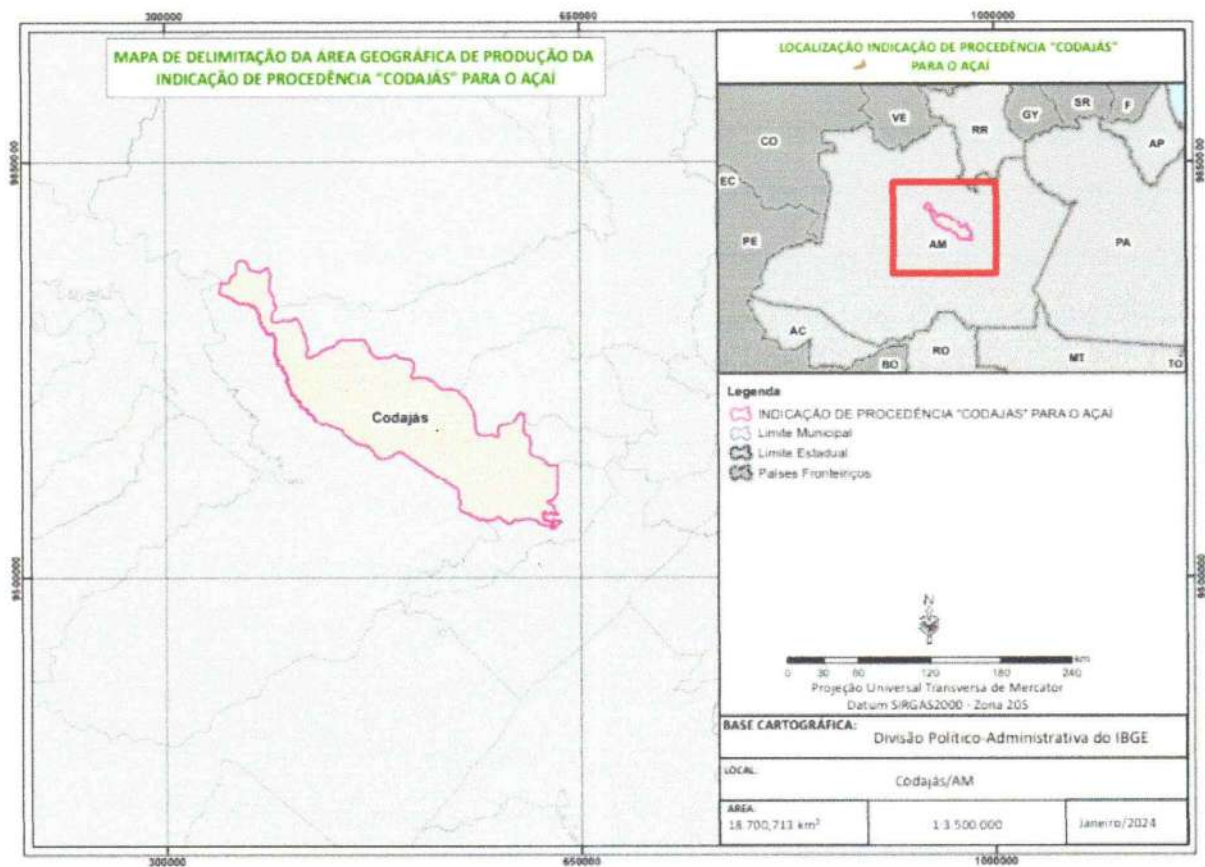 300000
650000
1000000
MAPA DE DELIMITAÇÃO DA ÁREA GEOGRÁFICA DE PRODUÇÃO DA
INDICAÇÃO DE PROCEDÊNCIA "CODAJÁS" PARA O AÇAÍ
LOCALIZAÇÃO INDICAÇÃO DE PROCEDÊNCIA "CODAJÁS"
PARA O AÇAÍ
9850000
9850000
CO
VE
RR
GY
SR
F
AP
EC
PE
AM
PA
AC
BO
RO
MT
TO
Codajás
Legenda
INDICAÇÃO DE PROCEDÊNCIA "CODAJÁS" PARA O AÇAÍ
Limite Municipal
Limite Estadual
Países Fronteiriços
9500000
9500000
N
0 30 60 120 180 240 km
Projeção Universal Transversa de Mercator
Datum SIRGAS2000 - Zona 20S
BASE CARTOGRÁFICA:
Divisão Político-Administrativa do IBGE
LOCAL:
Codajás/AM
ÁREA:
18.700,713 km²
1:3.500.000
Janeiro/2024
300000
650000
1000000